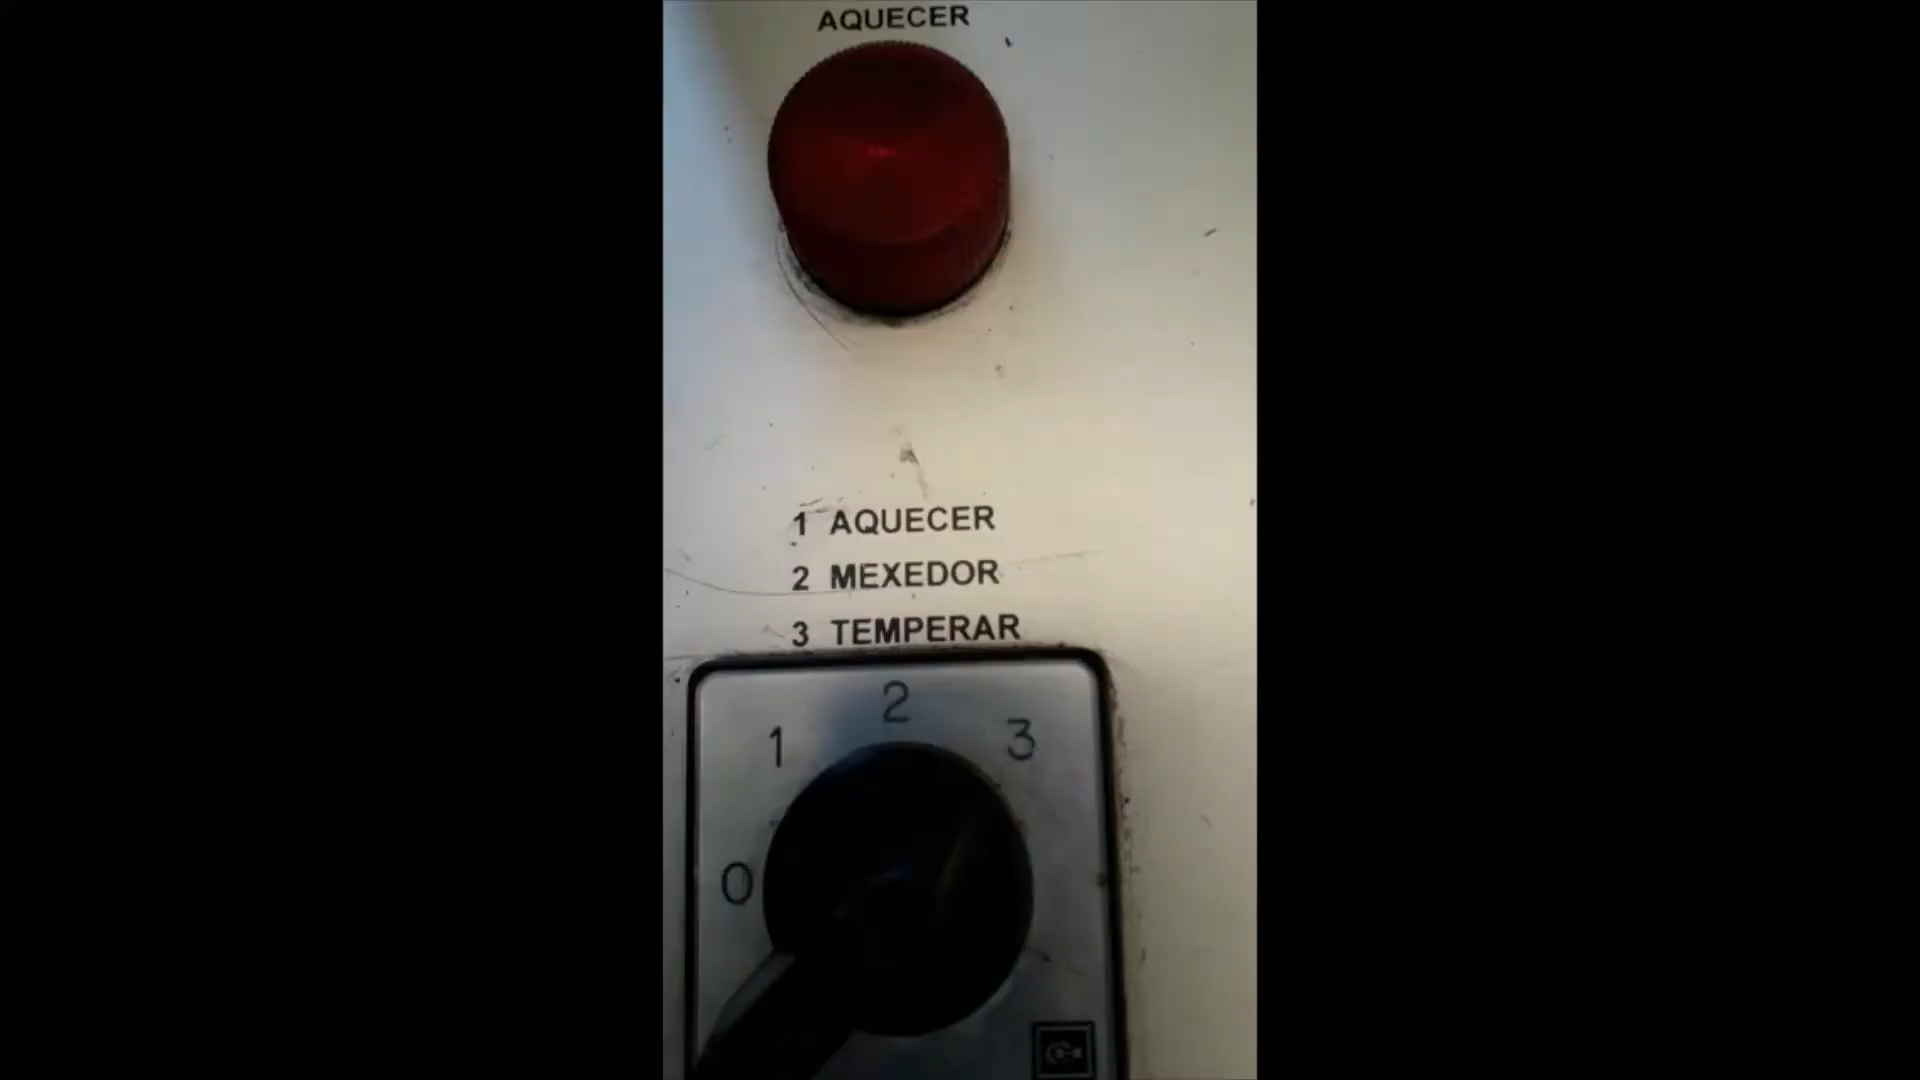 AQUECER
1 AQUECER
2 MEXEDOR
3 TEMPERAR
2
1
3
0